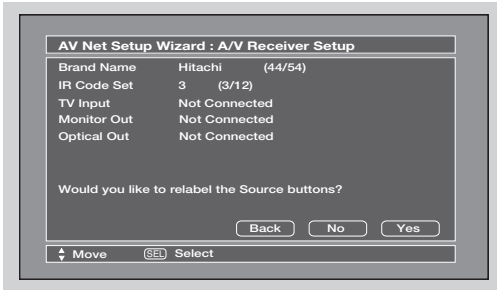 AV Net Setup Wizard : A/V Receiver Setup
Brand Name Hitachi (44/54)
IR Code Set 3 (3/12)
TV Input Not Connected
Monitor Out Not Connected
Optical Out Not Connected
Would you like to relabel the Source buttons?
Back No Yes
Move SEL Select